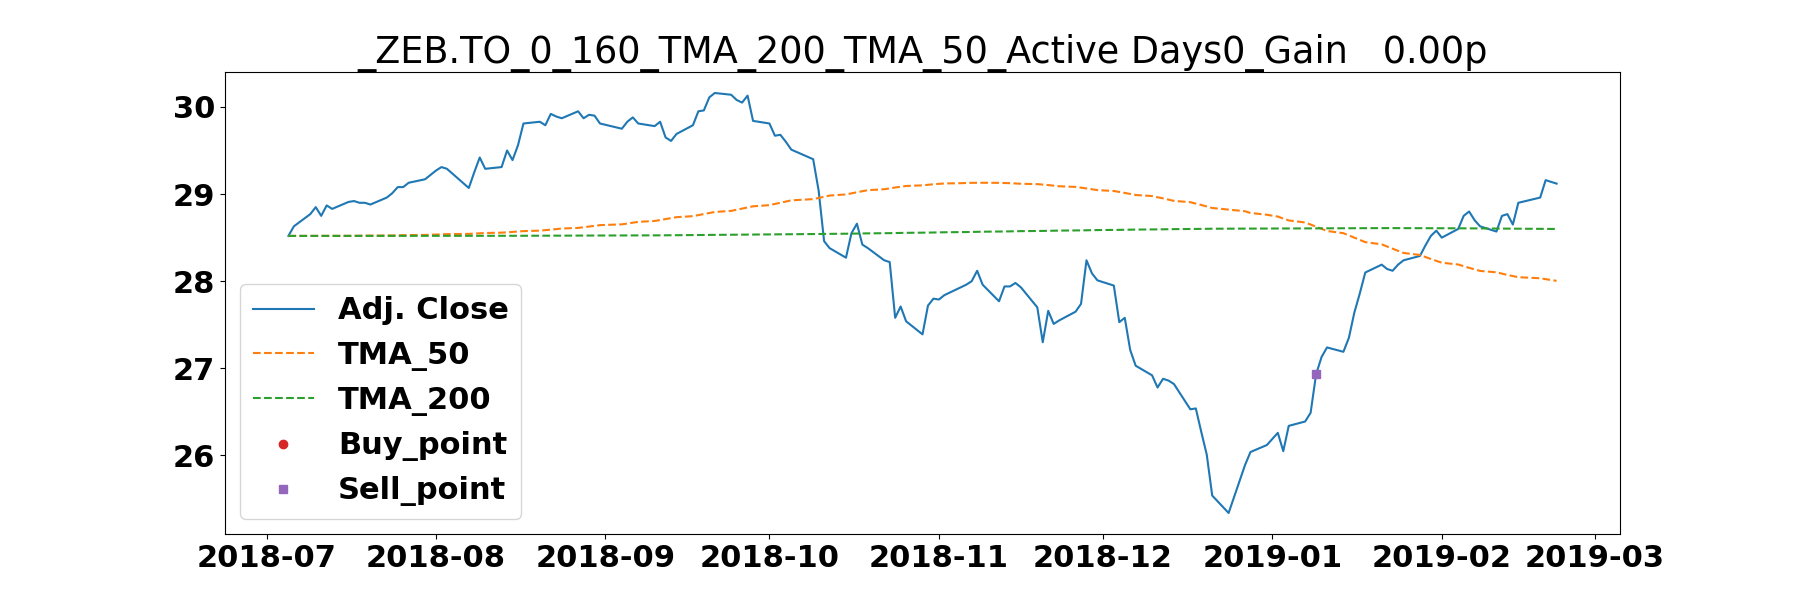 _ZEB.TO_0_160_TMA_200_TMA_50_Active Days0_Gain   0.00p
30
29
28
27
26
Adj. Close
TMA_50
TMA_200
Buy_point
Sell_point
2018-07 2018-08 2018-09 2018-10 2018-11 2018-12 2019-01 2019-02 2019-03